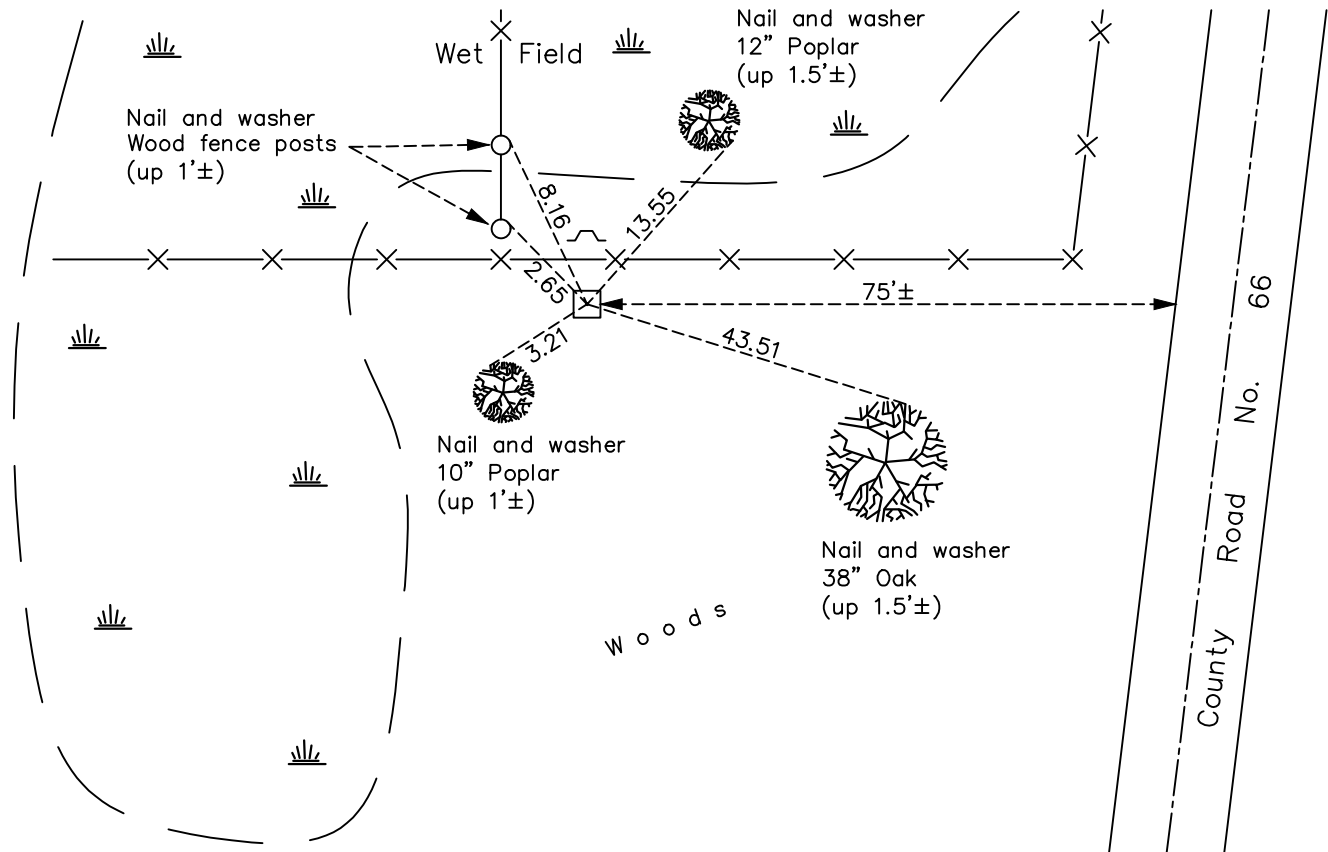 Nail and washer
12” Poplar
(up 1.5'±)
Wet Field
Nail and washer
Wood fence posts
(up 1'±)
8.16
13.55
2.65
75'±
3.21
43.51
Nail and washer
10” Poplar
(up 1'±)
Nail and washer
38” Oak
(up 1.5'±)
Woods
County Road No. 66